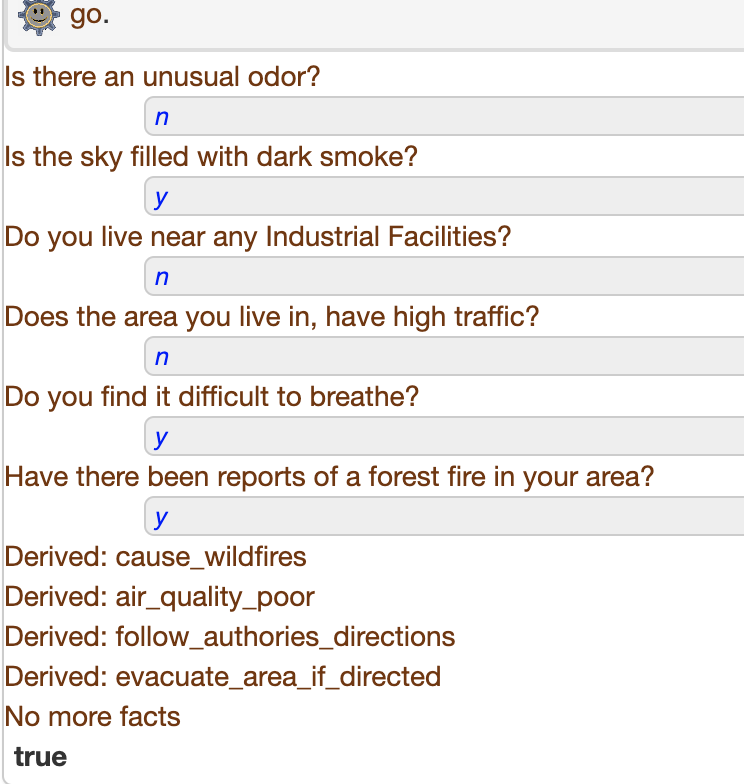 go.
Is there an unusual odor?
n
Is the sky filled with dark smoke?
y
Do you live near any Industrial Facilities?
n
Does the area you live in, have high traffic?
n
Do you find it difficult to breathe?
y
Have there been reports of a forest fire in your area?
y
Derived: cause_wildfires
Derived: air_quality_poor
Derived: follow_authories_directions
Derived: evacuate_area_if_directed
No more facts
true